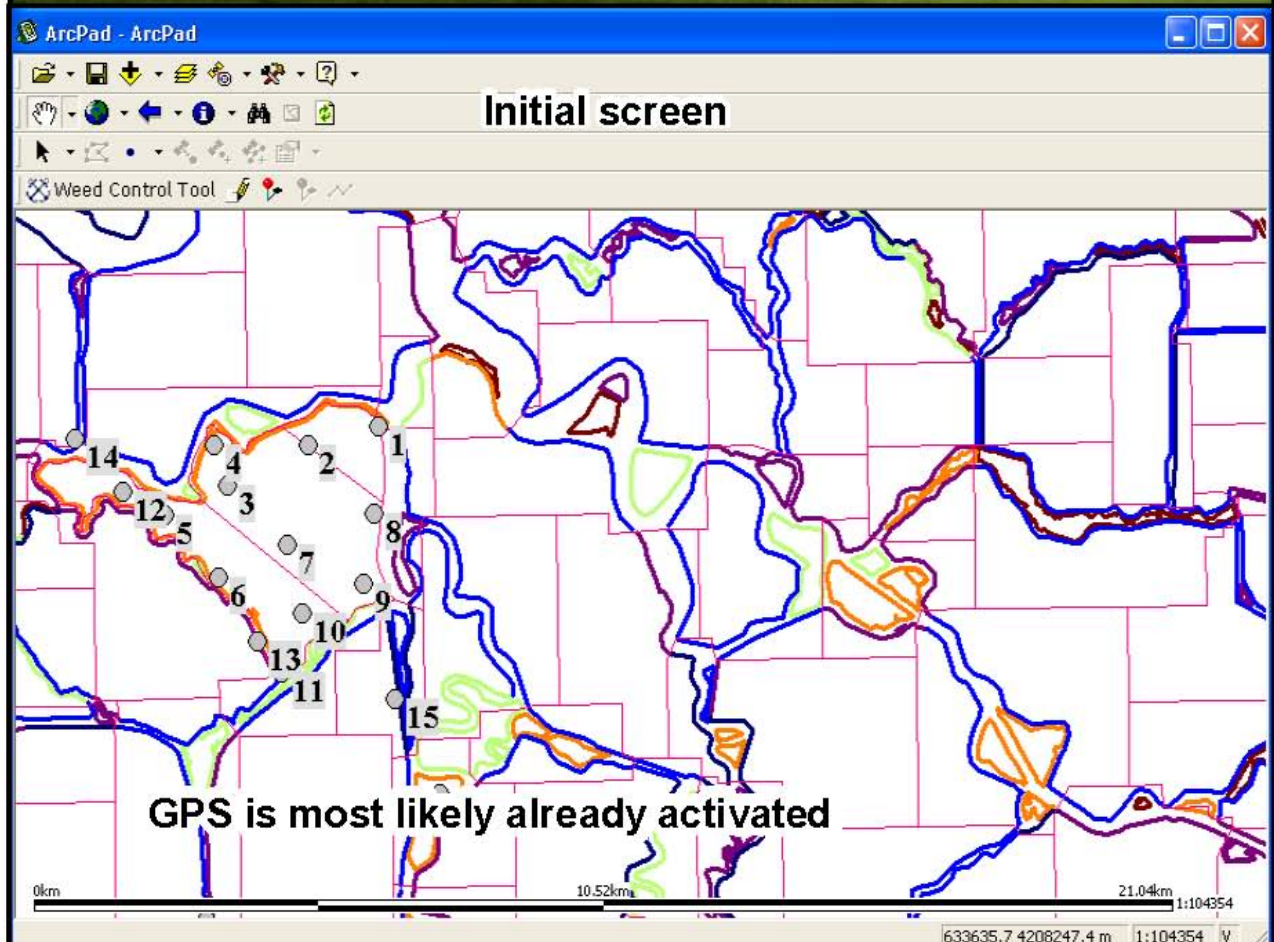 ArcPad - ArcPad
Initial screen
Weed Control Tool
1
14
4
2
3
12
5
8
7
6
9
10
13
11
15
GPS is most likely already activated
0km 10.52km 21.04km
1:104354
633635.7 4208247.4 m 1:104354 V